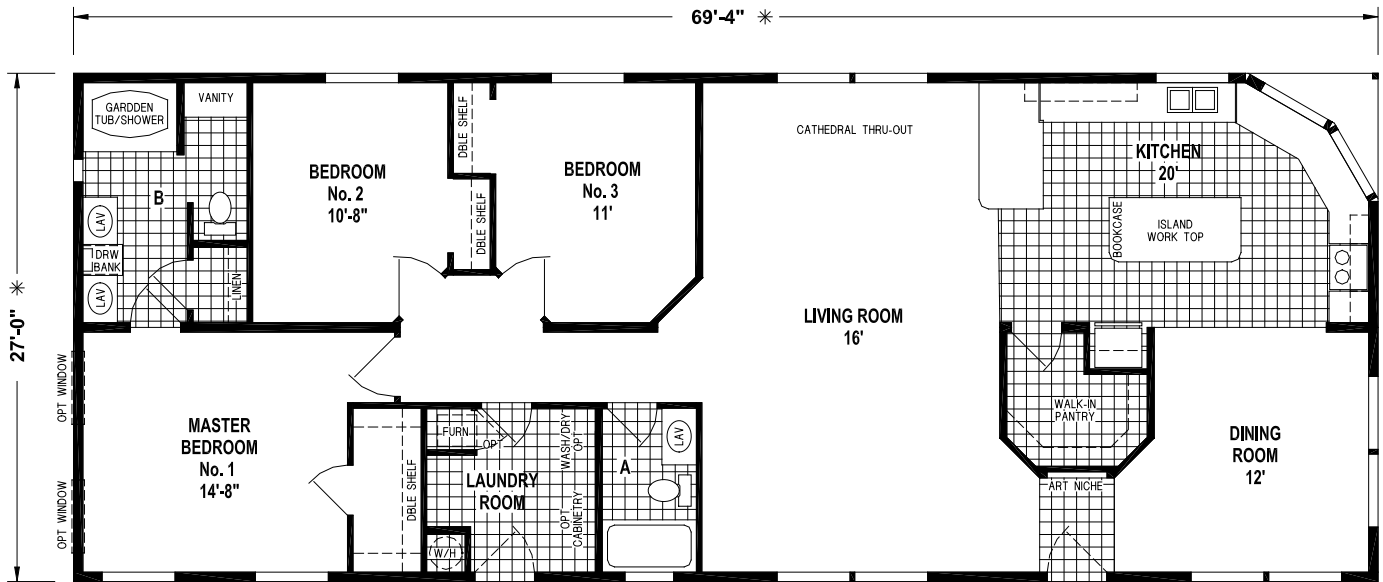 69'-4" ✳
27'-0" ✳
GARDDEN
TUB/SHOWER
VANITY
B
LAV
DRW
BANK
LAV
LINEN
BEDROOM
No. 2
10'-8"
DBLE SHELF
DBLE SHELF
BEDROOM
No. 3
11'
CATHEDRAL THRU-OUT
LIVING ROOM
16'
KITCHEN
20'
BOOKCASE
ISLAND
WORK TOP
WALK-IN
PANTRY
ART NICHE
DINING
ROOM
12'
OPT WINDOW
OPT WINDOW
MASTER
BEDROOM
No. 1
14'-8"
DBLE SHELF
FURN
OPT
WASH/DRY
OPT
LAUNDRY
ROOM
OPT
CABINETRY
W/H
A
LAV